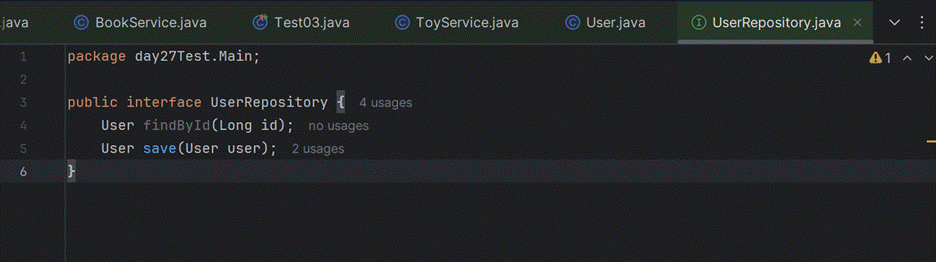 .java BookService.java Test03.java ToyService.java User.java UserRepository.java
1 package day27Test.Main; 1
2
3 public interface UserRepository { 4 usages
4 User findById(Long id); no usages
5 User save(User user); 2 usages
6 }